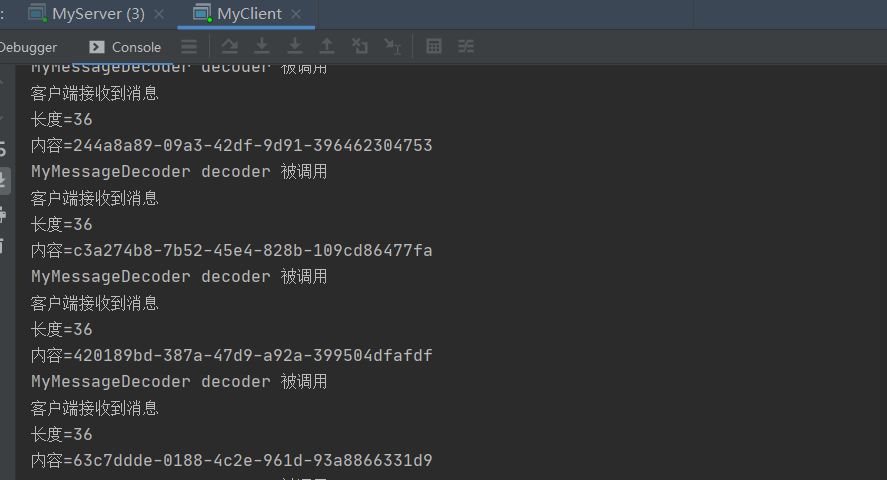 : MyServer (3) × MyClient ×
Debugger Console
MyMessageDecoder decoder 被调用
客户端接收到消息
长度=36
内容=244a8a89-09a3-42df-9d91-396462304753
MyMessageDecoder decoder 被调用
客户端接收到消息
长度=36
内容=c3a274b8-7b52-45e4-828b-109cd86477fa
MyMessageDecoder decoder 被调用
客户端接收到消息
长度=36
内容=420189bd-387a-47d9-a92a-399504dfafdf
MyMessageDecoder decoder 被调用
客户端接收到消息
长度=36
内容=63c7ddde-0188-4c2e-961d-93a8866331d9